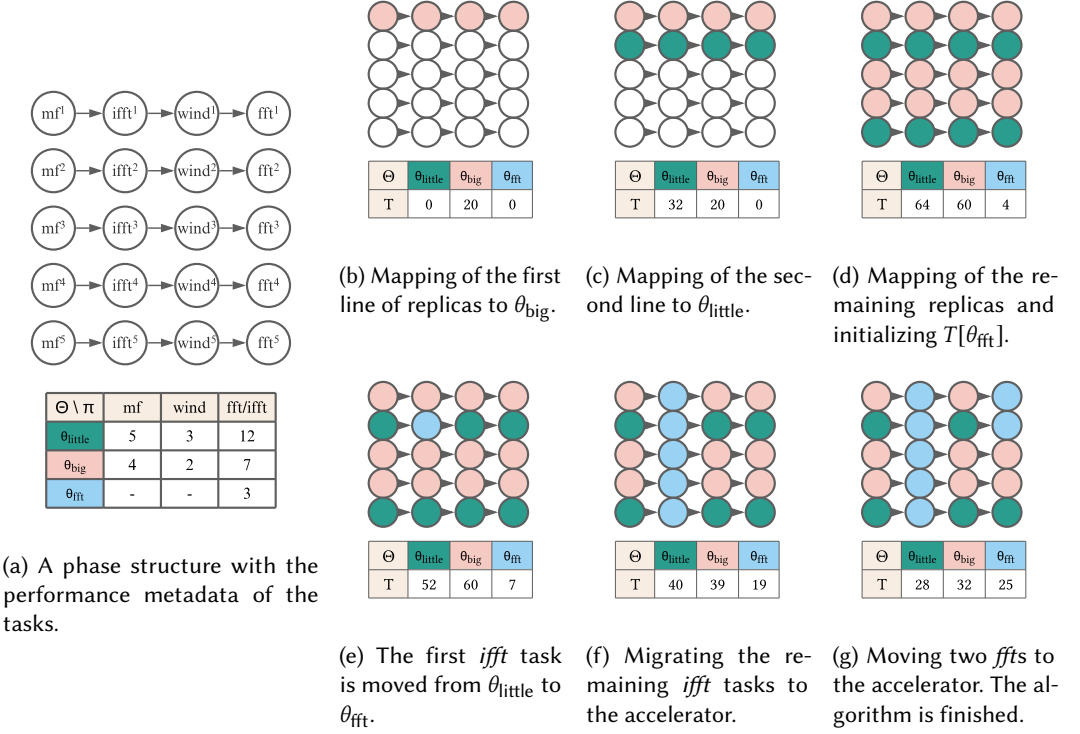 mf¹ ifft¹ wind¹ fft¹
mf² ifft² wind² fft²
mf³ ifft³ wind³ fft³
mf⁴ ifft⁴ wind⁴ fft⁴
mf⁵ ifft⁵ wind⁵ fft⁵
Θ \ π mf wind fft/ifft
θlittle 5 3 12
θbig 4 2 7
θfft - - 3
(a) A phase structure with the
performance metadata of the
tasks.
Θ θlittle θbig θfft
T 0 20 0
(b) Mapping of the first
line of replicas to θbig.
Θ θlittle θbig θfft
T 32 20 0
(c) Mapping of the sec-
ond line to θlittle.
Θ θlittle θbig θfft
T 64 60 4
(d) Mapping of the re-
maining replicas and
initializing T[θfft].
Θ θlittle θbig θfft
T 52 60 7
(e) The first ifft task
is moved from θlittle to
θfft.
Θ θlittle θbig θfft
T 40 39 19
(f) Migrating the re-
maining ifft tasks to
the accelerator.
Θ θlittle θbig θfft
T 28 32 25
(g) Moving two ffts to
the accelerator. The al-
gorithm is finished.